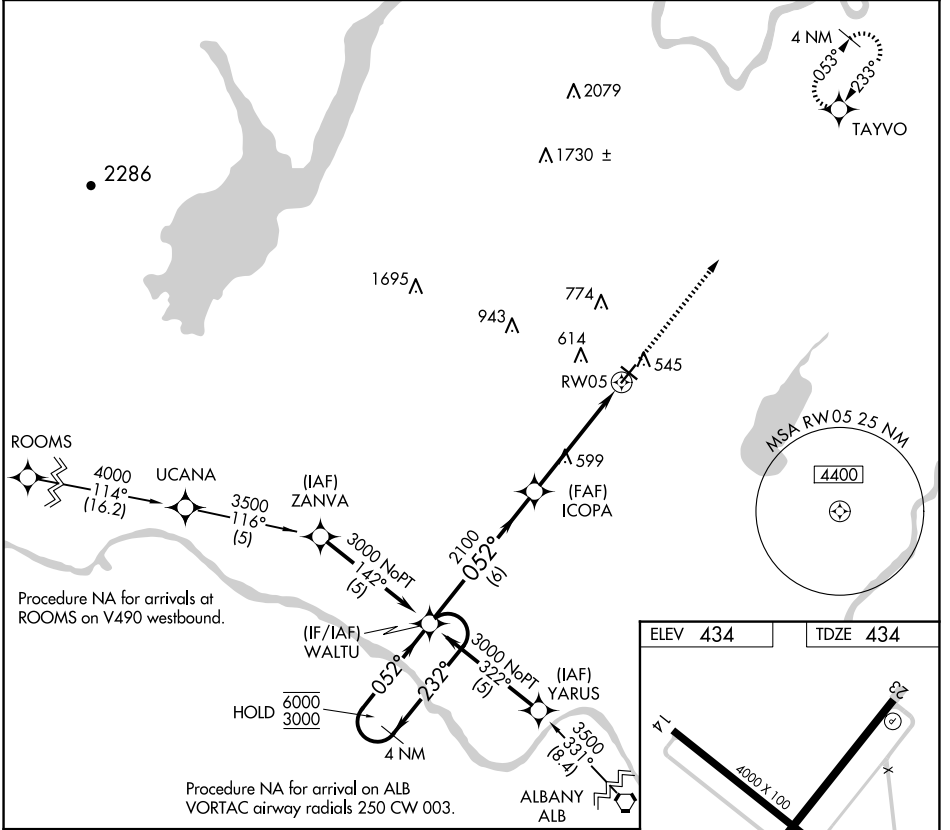 4 NM
053°
233°
TAYVO
2079
1730 ±
2286
1695
943
774
614
545
RW05
599
MSA RW05 25 NM
4400
ROOMS
4000
114°
(16.2)
UCANA
3500
116°
(5)
(IAF)
ZANVA
3000 NoPT
142°
(5)
(FAF)
ICOPA
2100
052°
(6)
Procedure NA for arrivals at
ROOMS on V490 westbound.
(IF/IAF)
WALTU
3000 NoPT
322°
(5)
(IAF)
YARUS
052°
232°
HOLD
6000
3000
4 NM
3500
331°
(8.4)
ALBANY
ALB
Procedure NA for arrival on ALB
VORTAC airway radials 250 CW 003.
ELEV 434
TDZE 434
23
P
14
4000 X 100
X